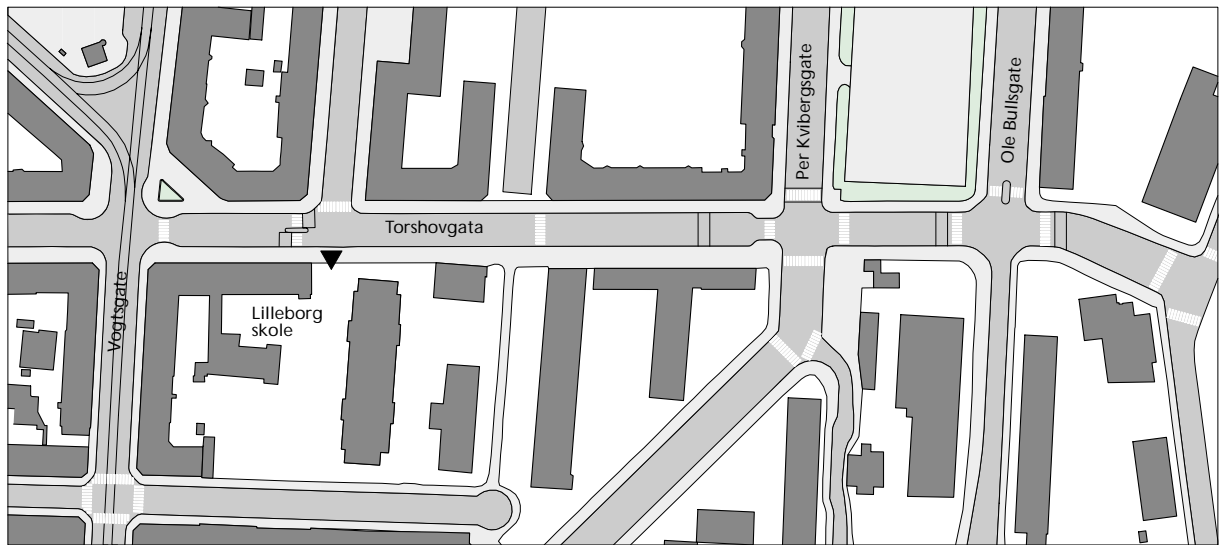 Per Kvibergsgate
Ole Bullsgate
Torshovgata
Vogtsgate
Lilleborg
skole